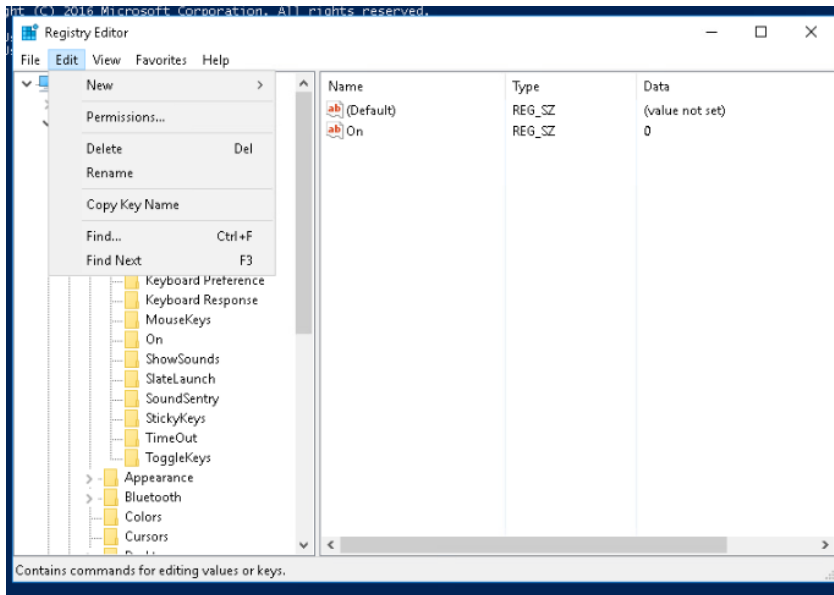 ht (C) 2016 Microsoft Corporation. All rights reserved.
Registry Editor
File Edit View Favorites Help
New
Permissions...
Delete Del
Rename
Copy Key Name
Find... Ctrl+F
Find Next F3
Keyboard Preference
Keyboard Response
MouseKeys
On
ShowSounds
SlateLaunch
SoundSentry
StickyKeys
TimeOut
ToggleKeys
Appearance
Bluetooth
Colors
Cursors
Name Type Data
(Default) REG_SZ (value not set)
On REG_SZ 0
Contains commands for editing values or keys.